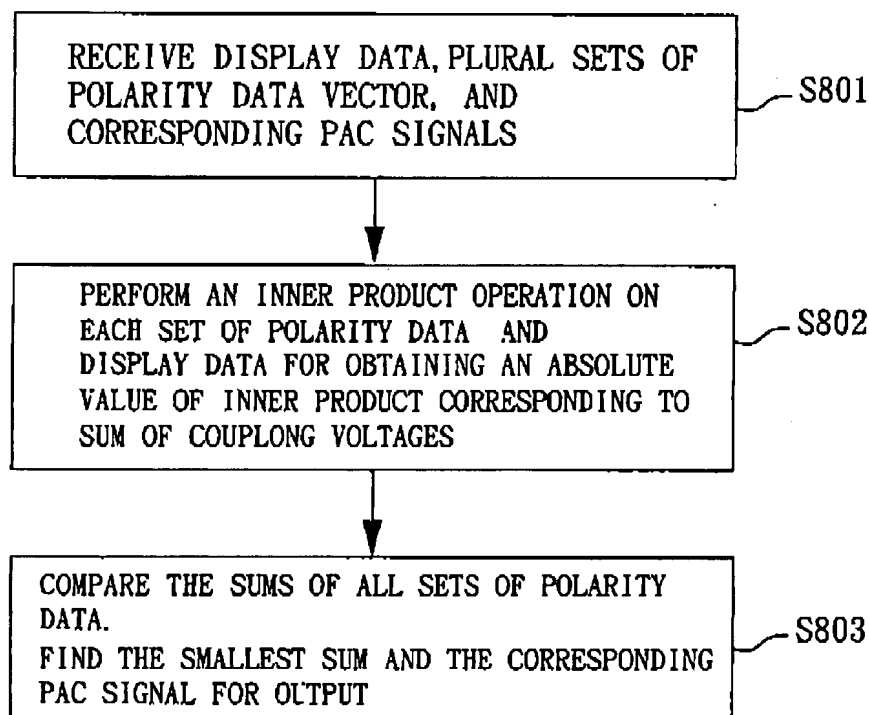 RECEIVE DISPLAY DATA, PLURAL SETS OF
POLARITY DATA VECTOR, AND
CORRESPONDING PAC SIGNALS
S801
PERFORM AN INNER PRODUCT OPERATION ON
EACH SET OF POLARITY DATA AND
DISPLAY DATA FOR OBTAINING AN ABSOLUTE
VALUE OF INNER PRODUCT CORRESPONDING TO
SUM OF COUPLONG VOLTAGES
S802
COMPARE THE SUMS OF ALL SETS OF POLARITY
DATA.
FIND THE SMALLEST SUM AND THE CORRESPONDING
PAC SIGNAL FOR OUTPUT
S803